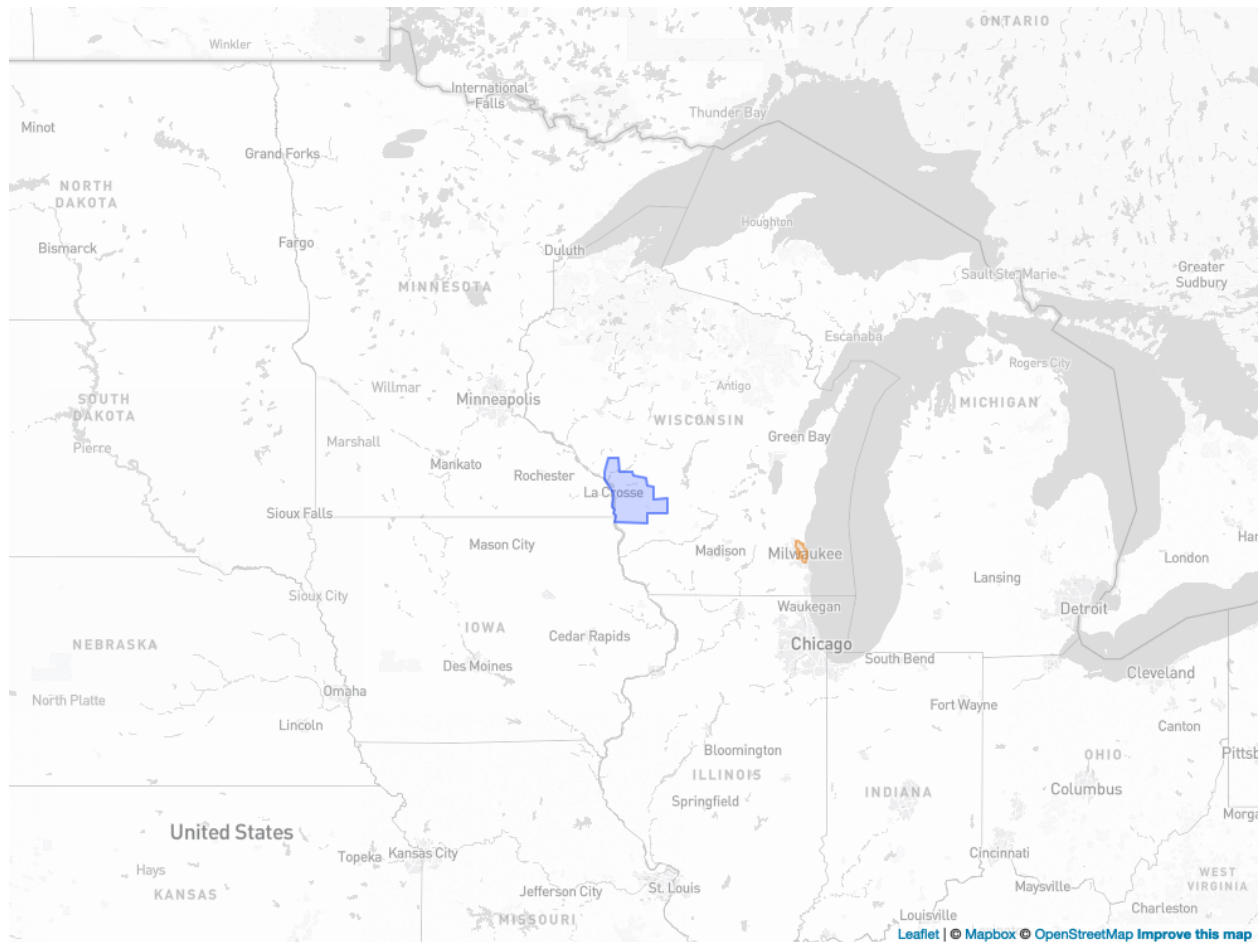 ONTARIO
Winkler
International
Falls
Thunder Bay
Minot
Grand Forks
NORTH
DAKOTA
Houghton
Bismarck
Fargo
Duluth
Sault Ste. Marie
Greater
Sudbury
MINNESOTA
Escanaba
Rogers City
Willmar
Antigo
Minneapolis
SOUTH
DAKOTA
MICHIGAN
WISCONSIN
Pierre
Marshall
Green Bay
Mankato
Rochester
La Crosse
Sioux Falls
Mason City
Madison
Milwaukee
Har
London
Lansing
Sioux City
Waukegan
Detroit
IOWA
Cedar Rapids
NEBRASKA
Chicago
South Bend
Des Moines
Cleveland
Omaha
North Platte
Fort Wayne
Lincoln
Canton
Bloomington
OHIO
Pittsb
ILLINOIS
Columbus
INDIANA
Springfield
Morga
United States
Kansas City
Topeka
Cincinnati
Hays
WEST
VIRGINIA
KANSAS
Jefferson City
St. Louis
Maysville
Charleston
MISSOURI
Louisville
Leaflet | © Mapbox © OpenStreetMap Improve this map